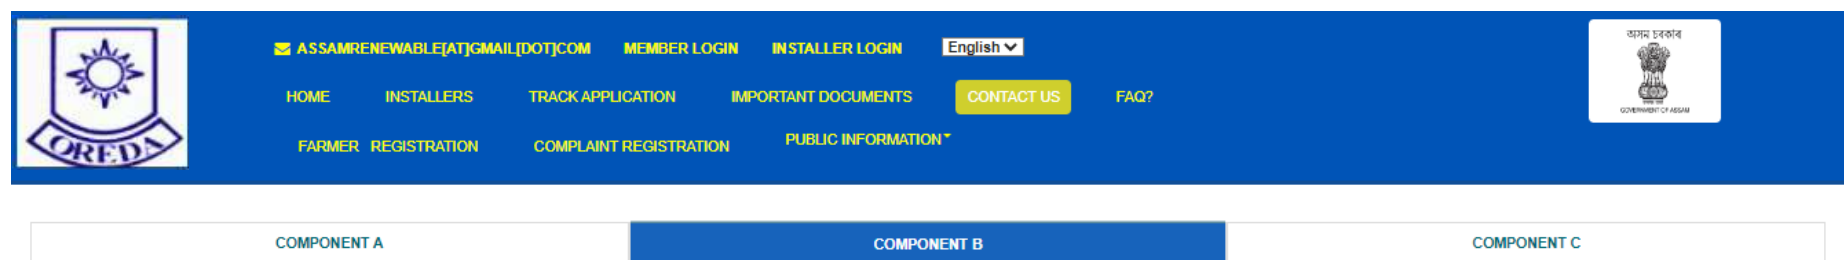 OREDA
ASSAMRENEWABLE[AT]GMAIL[DOT]COM MEMBER LOGIN INSTALLER LOGIN English
HOME INSTALLERS TRACK APPLICATION IMPORTANT DOCUMENTS CONTACT US FAQ?
FARMER REGISTRATION COMPLAINT REGISTRATION PUBLIC INFORMATION
অসম চৰকাৰ
GOVERNMENT OF ASSAM
COMPONENT A COMPONENT B COMPONENT C